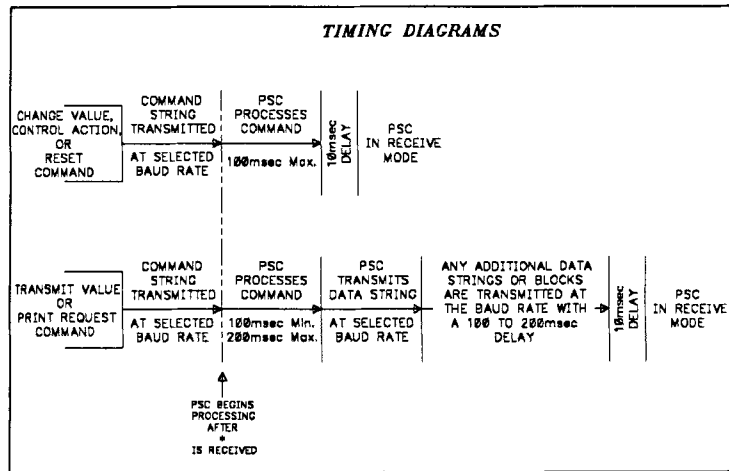 TIMING DIAGRAMS
CHANGE VALUE,
CONTROL ACTION,
OR
RESET
COMMAND
COMMAND
STRING
TRANSMITTED
AT SELECTED
BAUD RATE
PSC
PROCESSES
COMMAND
100msec Max.
10msec
DELAY
PSC
IN RECEIVE
MODE
TRANSMIT VALUE
OR
PRINT REQUEST
COMMAND
COMMAND
STRING
TRANSMITTED
AT SELECTED
BAUD RATE
PSC
PROCESSES
COMMAND
100msec Min.
200msec Max.
PSC
TRANSMITS
DATA STRING
AT SELECTED
BAUD RATE
ANY ADDITIONAL DATA
STRINGS OR BLOCKS
ARE TRANSMITTED AT
THE BAUD RATE WITH
A 100 TO 200msec
DELAY
10msec
DELAY
PSC
IN RECEIVE
MODE
PSC BEGINS
PROCESSING
AFTER
*
IS RECEIVED